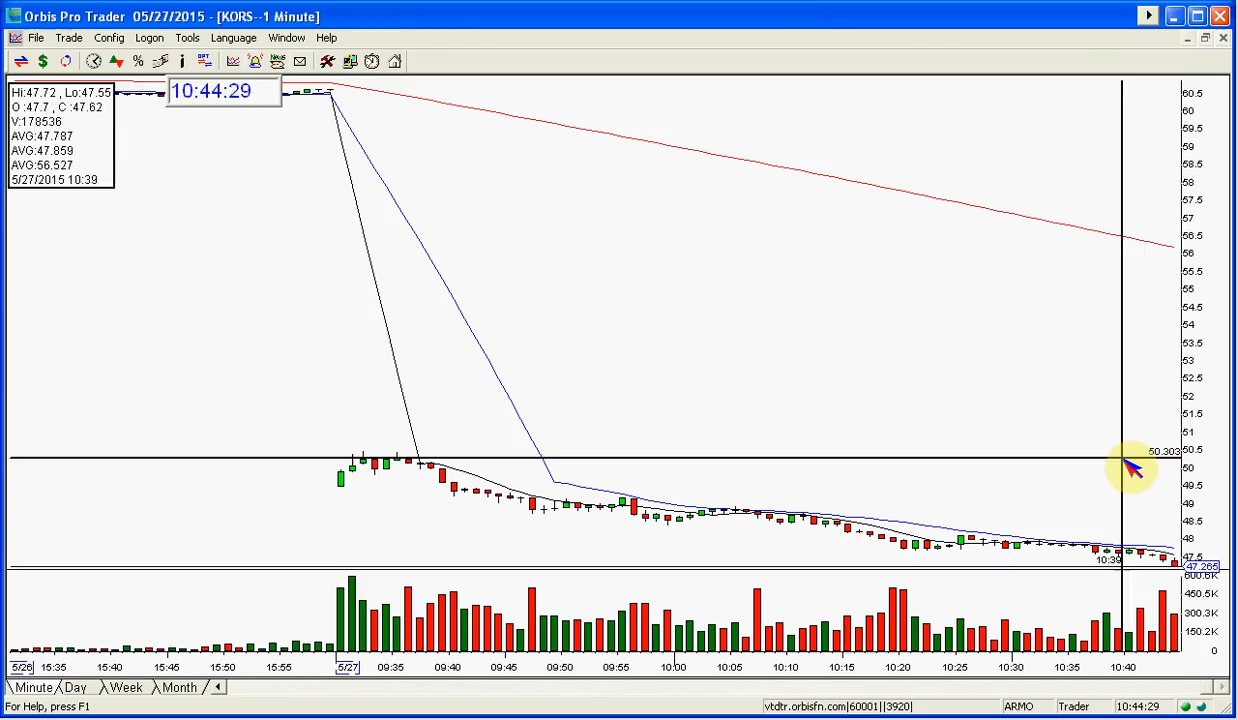 Orbis Pro Trader 05/27/2015 - [KORS--1 Minute]
File Trade Config Logon Tools Language Window Help
10:44:29
Hi:47.72 , Lo:47.55
O :47.7 , C :47.62
V:178536
AVG:47.787
AVG:47.859
AVG:56.527
5/27/2015 10:39
60.5
60
59.5
59
58.5
58
57.5
57
56.5
56
55.5
55
54.5
54
53.5
53
52.5
52
51.5
51
50.5
50.303
50
49.5
49
48.5
48
47.5
10:39
47.265
600.6K
450.5K
300.3K
150.2K
0
5/26 15:35 15:40 15:45 15:50 15:55 5/27 09:35 09:40 09:45 09:50 09:55 10:00 10:05 10:10 10:15 10:20 10:25 10:30 10:35 10:40
Minute Day Week Month
For Help, press F1 vtdtr.orbisfn.com|60001||3920| ARMO Trader 10:44:29